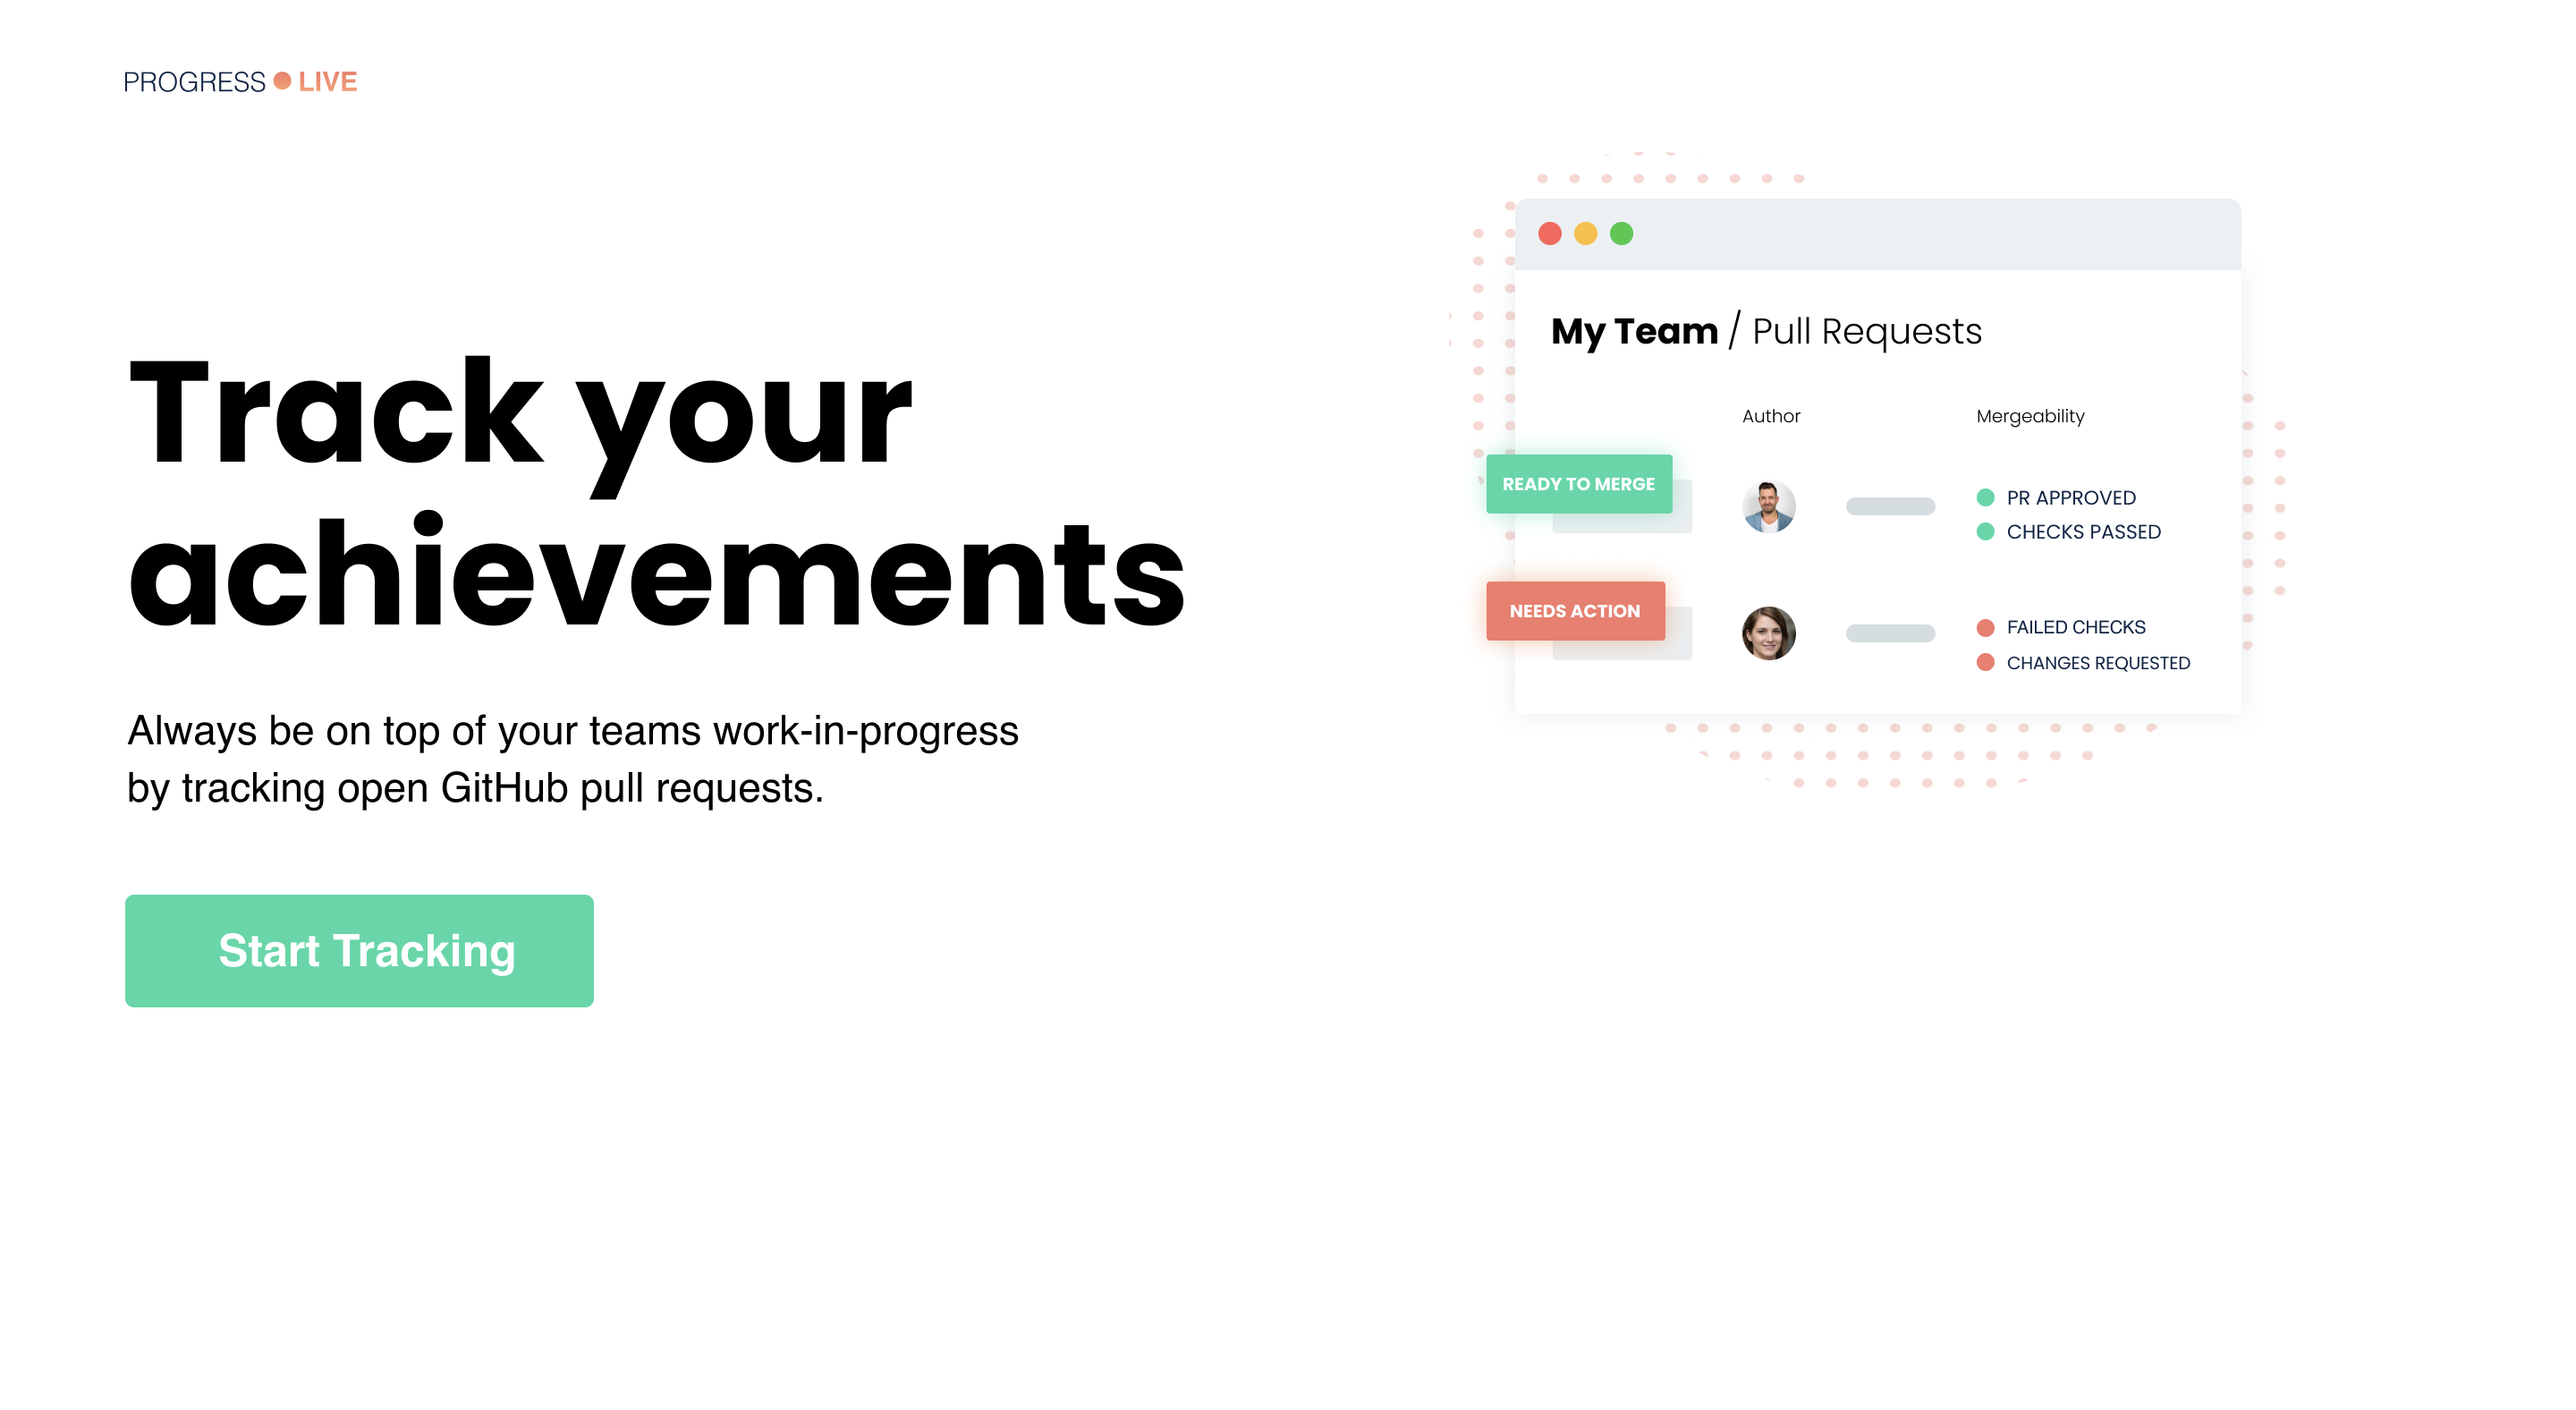 PROGRESS LIVE
Track your
achievements
Always be on top of your teams work-in-progress
by tracking open GitHub pull requests.
Start Tracking
My Team / Pull Requests
Author Mergeability
READY TO MERGE
PR APPROVED
CHECKS PASSED
NEEDS ACTION
FAILED CHECKS
CHANGES REQUESTED